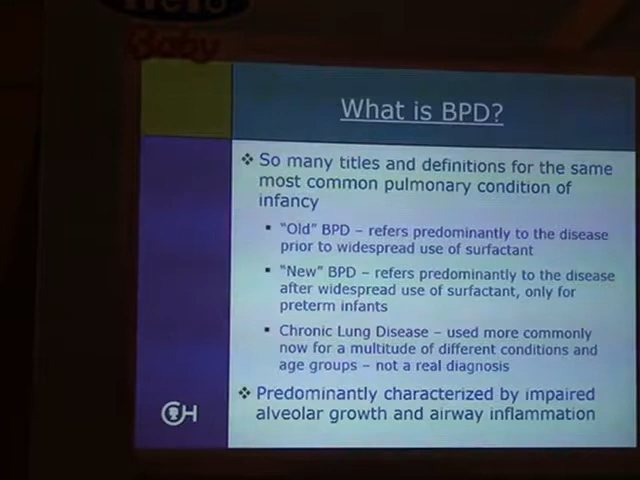 Hero
Baby
What is BPD?
❖ So many titles and definitions for the same
most common pulmonary condition of
infancy
▪ “Old” BPD – refers predominantly to the disease
prior to widespread use of surfactant
▪ “New” BPD – refers predominantly to the disease
after widespread use of surfactant, only for
preterm infants
▪ Chronic Lung Disease – used more commonly
now for a multitude of different conditions and
age groups – not a real diagnosis
❖ Predominantly characterized by impaired
alveolar growth and airway inflammation
CH